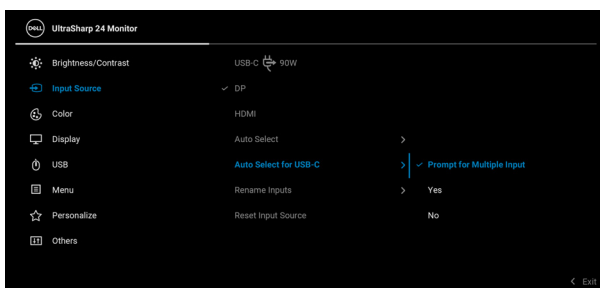 DELL UltraSharp 24 Monitor
Brightness/Contrast
USB-C 90W
Input Source
DP
Color
HDMI
Display
Auto Select
USB
Auto Select for USB-C
Prompt for Multiple Input
Menu
Rename Inputs
Yes
Personalize
Reset Input Source
No
Others
Exit